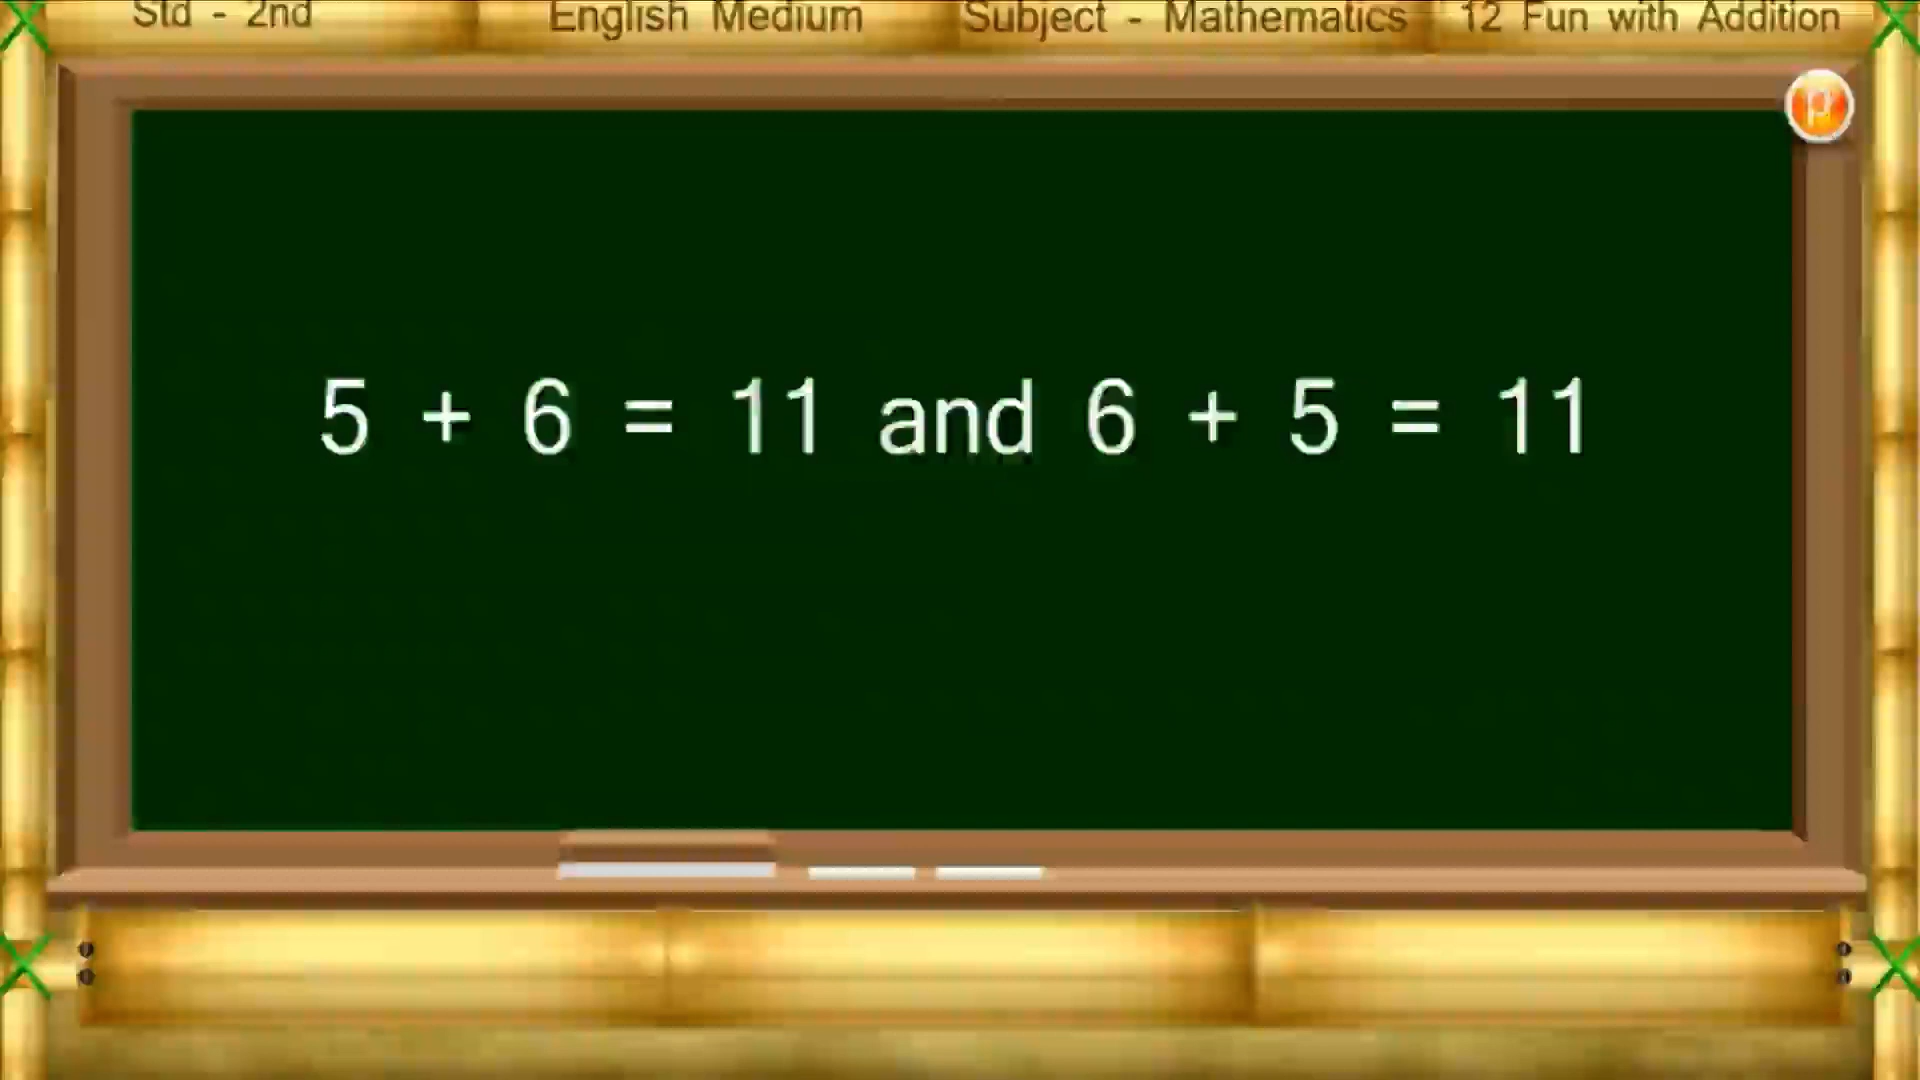 Std - 2nd English Medium Subject - Mathematics 12 Fun with Addition
5 + 6 = 11 and 6 + 5 = 11